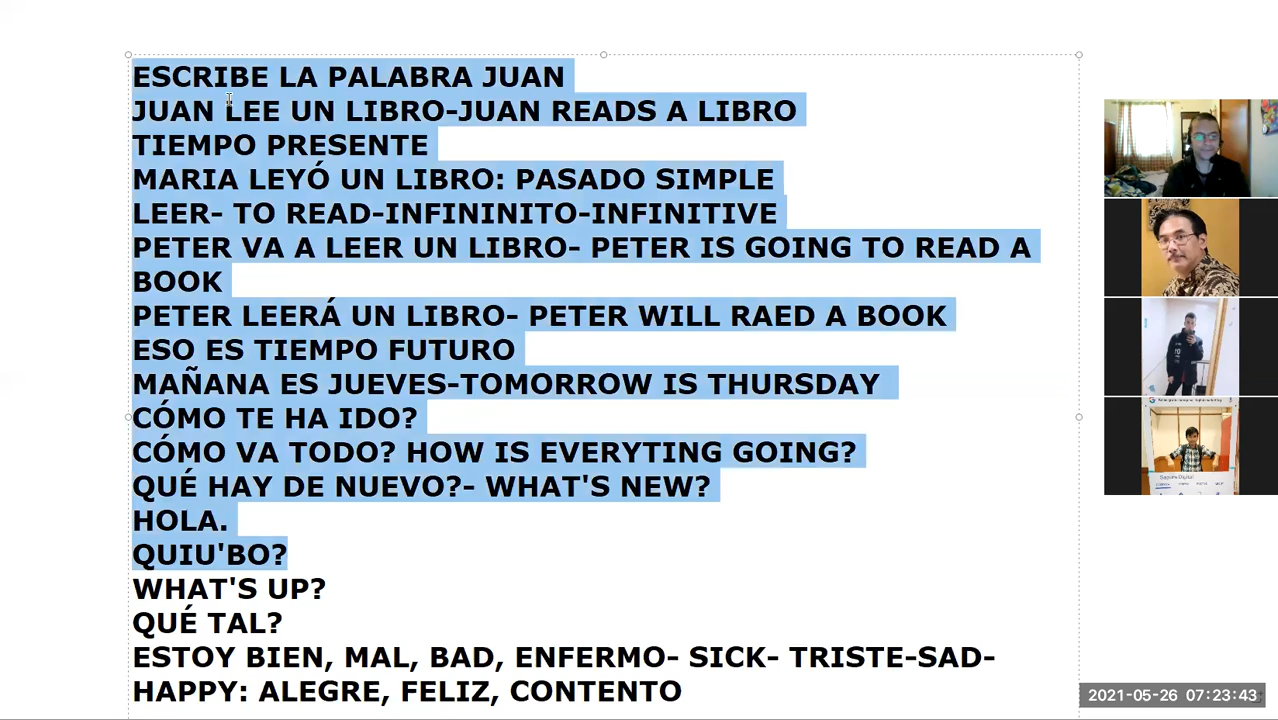 ESCRIBE LA PALABRA JUAN
JUAN LEE UN LIBRO-JUAN READS A LIBRO
TIEMPO PRESENTE
MARIA LEYÓ UN LIBRO: PASADO SIMPLE
LEER- TO READ-INFININITO-INFINITIVE
PETER VA A LEER UN LIBRO- PETER IS GOING TO READ A
BOOK
PETER LEERÁ UN LIBRO- PETER WILL RAED A BOOK
ESO ES TIEMPO FUTURO
MAÑANA ES JUEVES-TOMORROW IS THURSDAY
CÓMO TE HA IDO?
CÓMO VA TODO? HOW IS EVERYTING GOING?
QUÉ HAY DE NUEVO?- WHAT'S NEW?
HOLA.
QUIU'BO?
WHAT'S UP?
QUÉ TAL?
ESTOY BIEN, MAL, BAD, ENFERMO- SICK- TRISTE-SAD-
HAPPY: ALEGRE, FELIZ, CONTENTO
2021-05-26 07:23:43